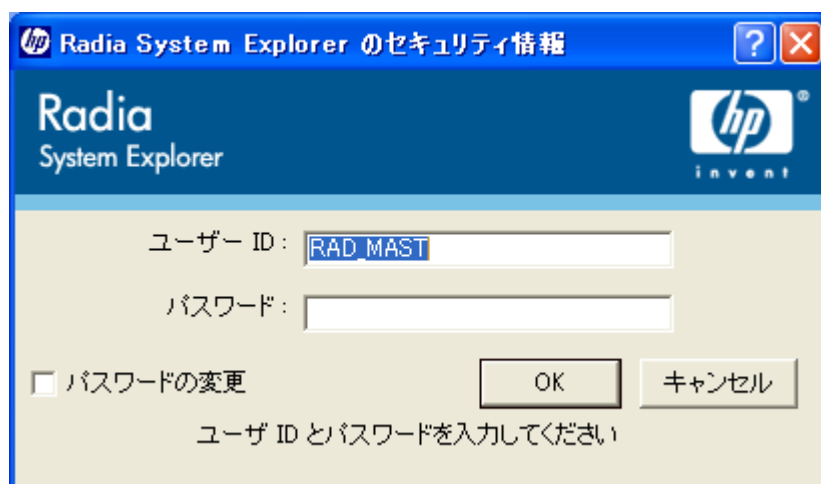 Radia System Explorer のセキュリティ情報
Radia
System Explorer
hp
invent
ユーザー ID :
RAD_MAST
パスワード :
パスワードの変更
OK
キャンセル
ユーザ ID とパスワードを入力してください